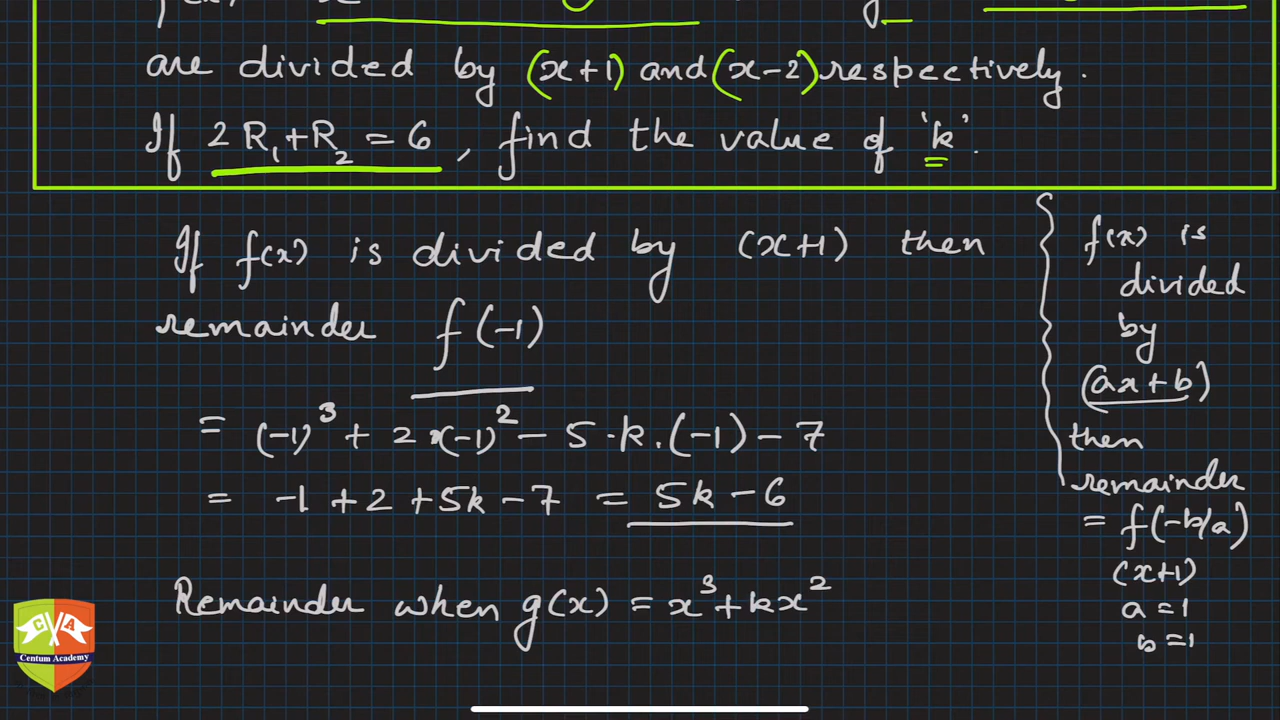 are divided by (x+1) and (x-2) respectively.
If 2R₁+R₂ = 6, find the value of 'k'.
If f(x) is divided by (x+1) then
remainder f(-1)
= (-1)³ + 2×(-1)² - 5·k.(-1) - 7
= -1 + 2 + 5k - 7 = 5k - 6
Remainder when g(x) = x³ + kx²
f(x) is
divided
by
(ax+b)
then
remainder
= f(-b/a)
(x+1)
a = 1
b = 1
C A
Centum Academy